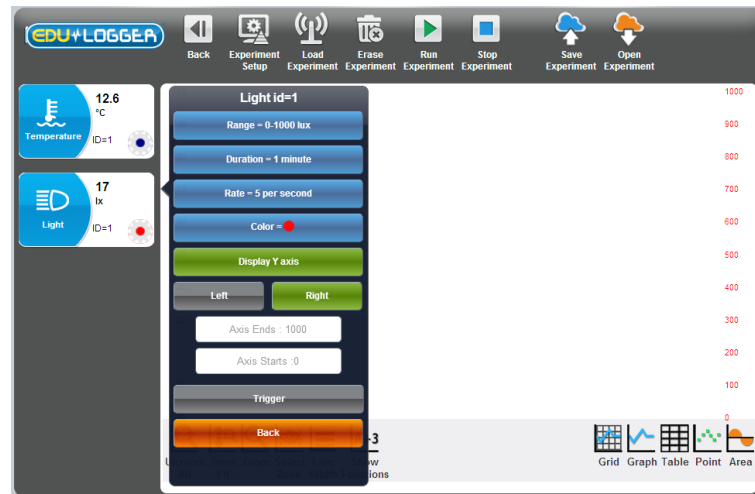 EDU LOGGER
Back
Experiment Setup
Load Experiment
Erase Experiment
Run Experiment
Stop Experiment
Save Experiment
Open Experiment
12.6
°C
Temperature
ID=1
17
lx
Light
ID=1
Light id=1
Range = 0-1000 lux
Duration = 1 minute
Rate = 5 per second
Color =
Display Y axis
Left
Right
Axis Ends : 1000
Axis Starts :0
Trigger
Back
1000
900
800
700
600
500
400
300
200
100
0
-3
Show
Grid
Graph
Table
Point
Area